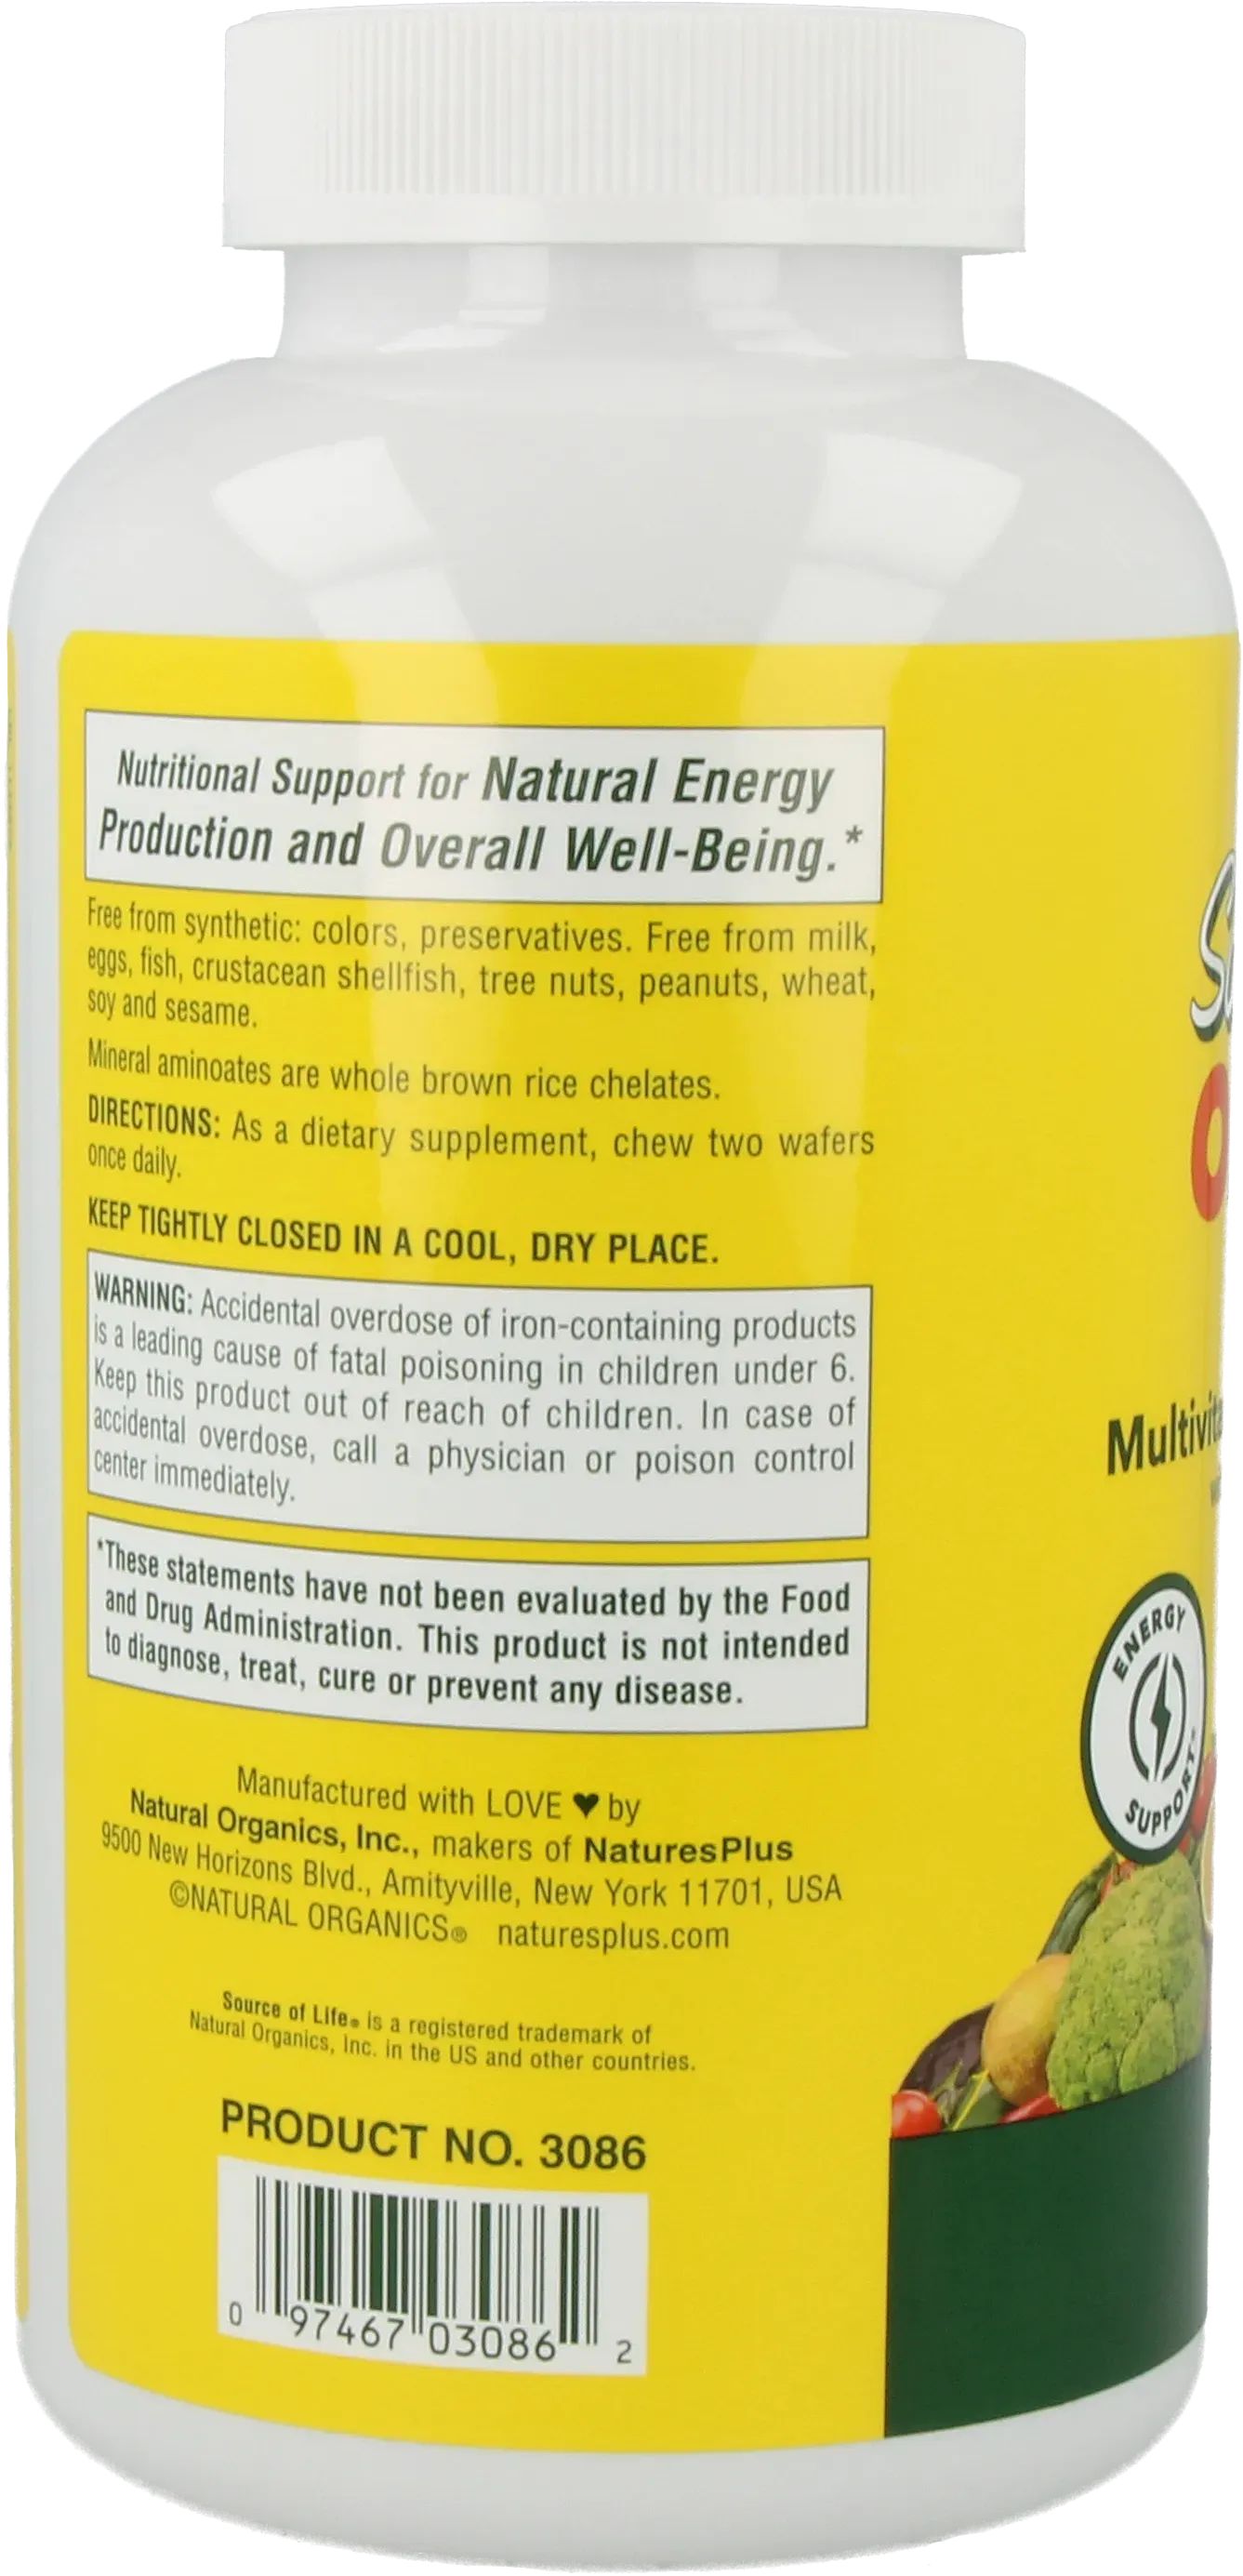 Nutritional Support for Natural Energy
Production and Overall Well-Being.*
Free from synthetic: colors, preservatives. Free from milk,
eggs, fish, crustacean shellfish, tree nuts, peanuts, wheat,
soy and sesame.
Mineral aminoates are whole brown rice chelates.
DIRECTIONS: As a dietary supplement, chew two wafers
once daily.
KEEP TIGHTLY CLOSED IN A COOL, DRY PLACE.
WARNING: Accidental overdose of iron-containing products
is a leading cause of fatal poisoning in children under 6.
Keep this product out of reach of children. In case of
accidental overdose, call a physician or poison control
center immediately.
*These statements have not been evaluated by the Food
and Drug Administration. This product is not intended
to diagnose, treat, cure or prevent any disease.
Manufactured with LOVE ♥ by
Natural Organics, Inc., makers of NaturesPlus
9500 New Horizons Blvd., Amityville, New York 11701, USA
©NATURAL ORGANICS® naturesplus.com
Source of Life® is a registered trademark of
Natural Organics, Inc. in the US and other countries.
PRODUCT NO. 3086
0 97467 03086 2
Multivita
ENERGY
SUPPORT*